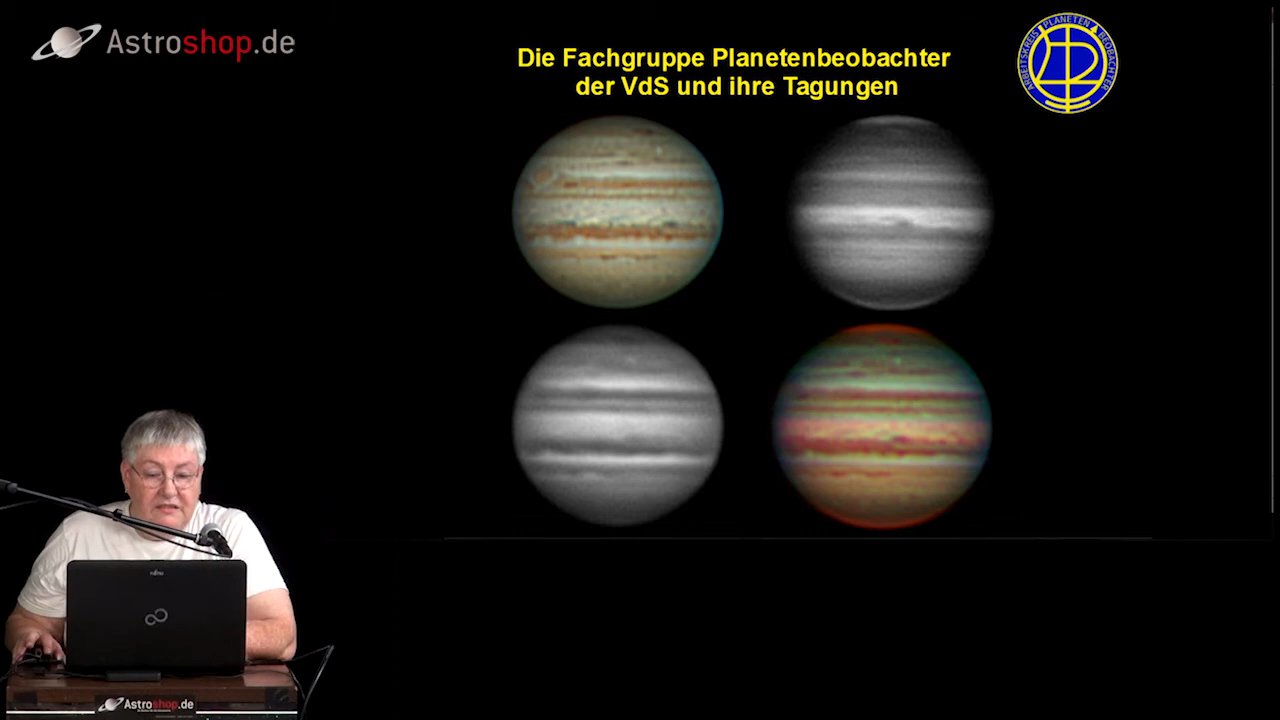 Astroshop.de
Die Fachgruppe Planetenbeobachter
der VdS und ihre Tagungen
ARBEITSKREIS PLANETEN BEOBACHTER
FUJITSU
Astroshop.de